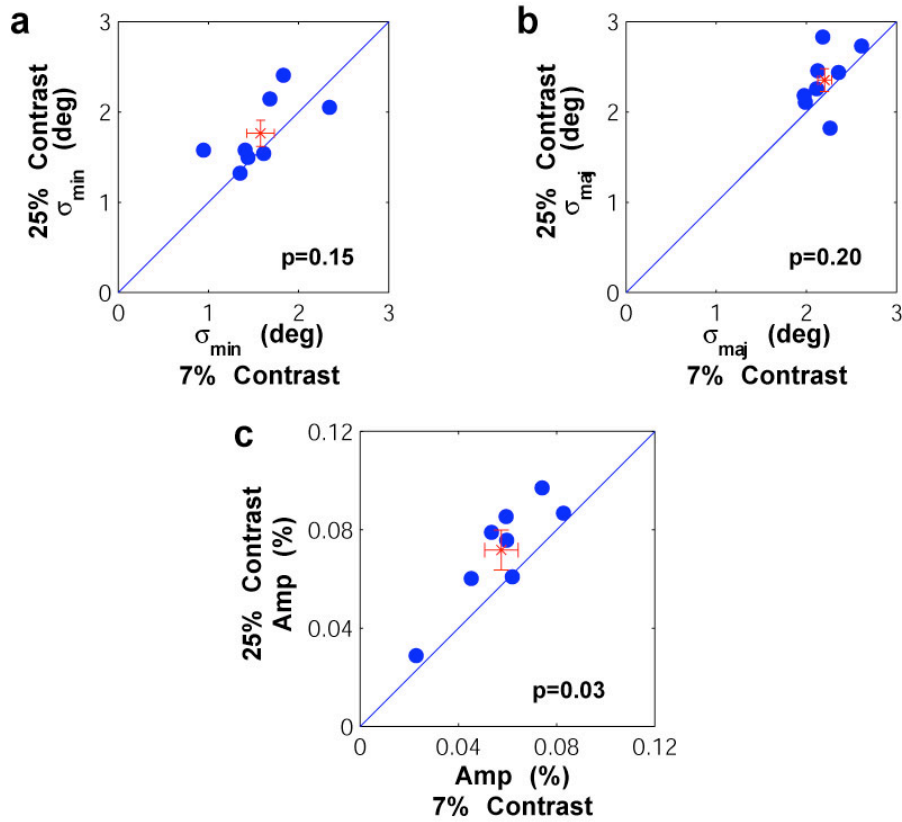 a
25% Contrast
σmin (deg)
3
2
1
0
0 1 2 3
p=0.15
σmin (deg)
7% Contrast
b
25% Contrast
σmaj (deg)
3
2
1
0
0 1 2 3
p=0.20
σmaj (deg)
7% Contrast
c
25% Contrast
Amp (%)
0.12
0.08
0.04
0
0 0.04 0.08 0.12
p=0.03
Amp (%)
7% Contrast